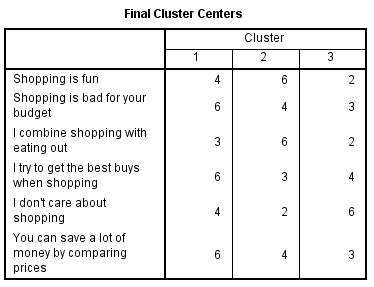 Final Cluster Centers
Cluster
1 2 3
Shopping is fun 4 6 2
Shopping is bad for your
budget 6 4 3
I combine shopping with
eating out 3 6 2
I try to get the best buys
when shopping 6 3 4
I don't care about
shopping 4 2 6
You can save a lot of
money by comparing
prices 6 4 3